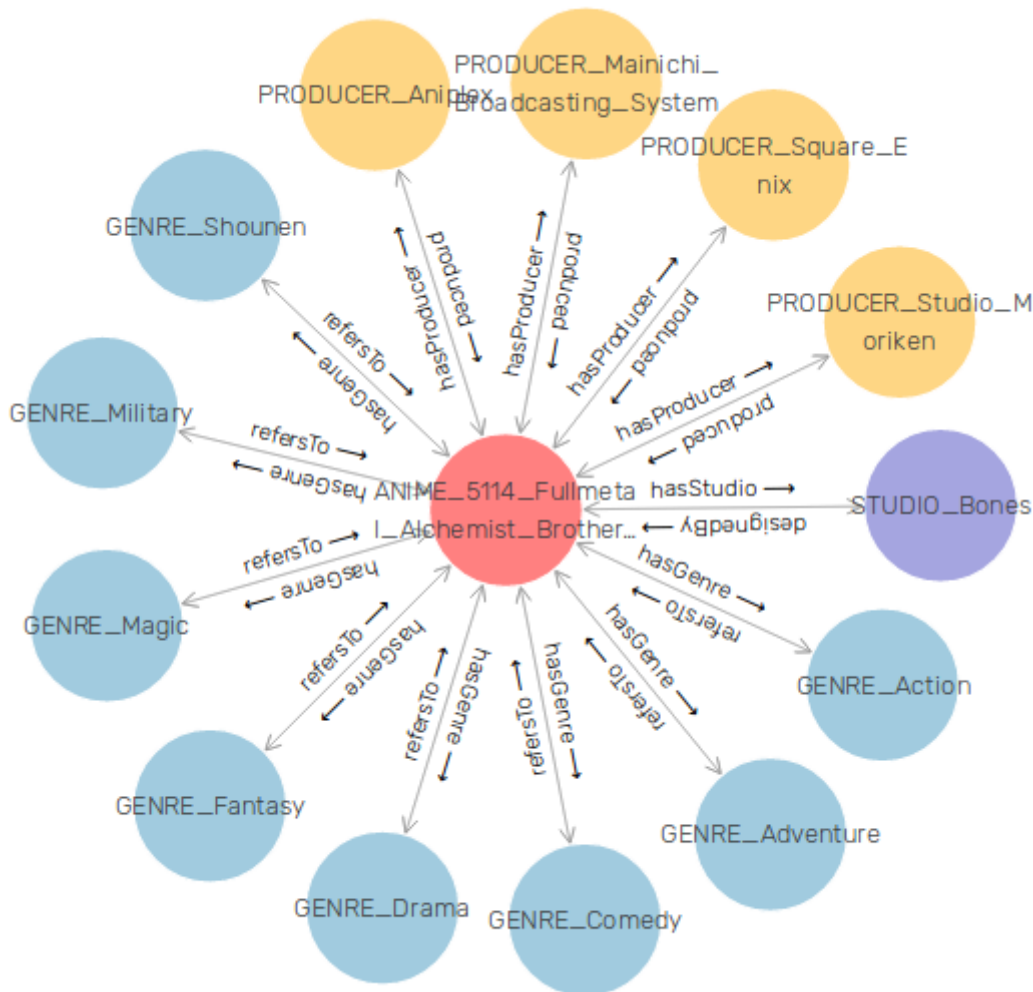 PRODUCER_Aniplex
PRODUCER_Mainichi_
Broadcasting_System
PRODUCER_Square_E
nix
PRODUCER_Studio_M
oriken
GENRE_Shounen
GENRE_Military
GENRE_Magic
GENRE_Fantasy
GENRE_Drama
GENRE_Comedy
GENRE_Adventure
GENRE_Action
STUDIO_Bones
ANIME_5114_Fullmeta
l_Alchemist_Brother...
produced ⟶
hasProducer ⟶
hasProducer ⟶
produced ⟶
hasProducer ⟶
produced ⟶
hasProducer ⟶
produced ⟶
hasStudio ⟶
designedBy ⟶
hasGenre ⟶
refersTo ⟶
hasGenre ⟶
refersTo ⟶
hasGenre ⟶
refersTo ⟶
refersTo ⟶
hasGenre ⟶
refersTo ⟶
hasGenre ⟶
refersTo ⟶
hasGenre ⟶
refersTo ⟶
hasGenre ⟶
refersTo ⟶
hasGenre ⟶